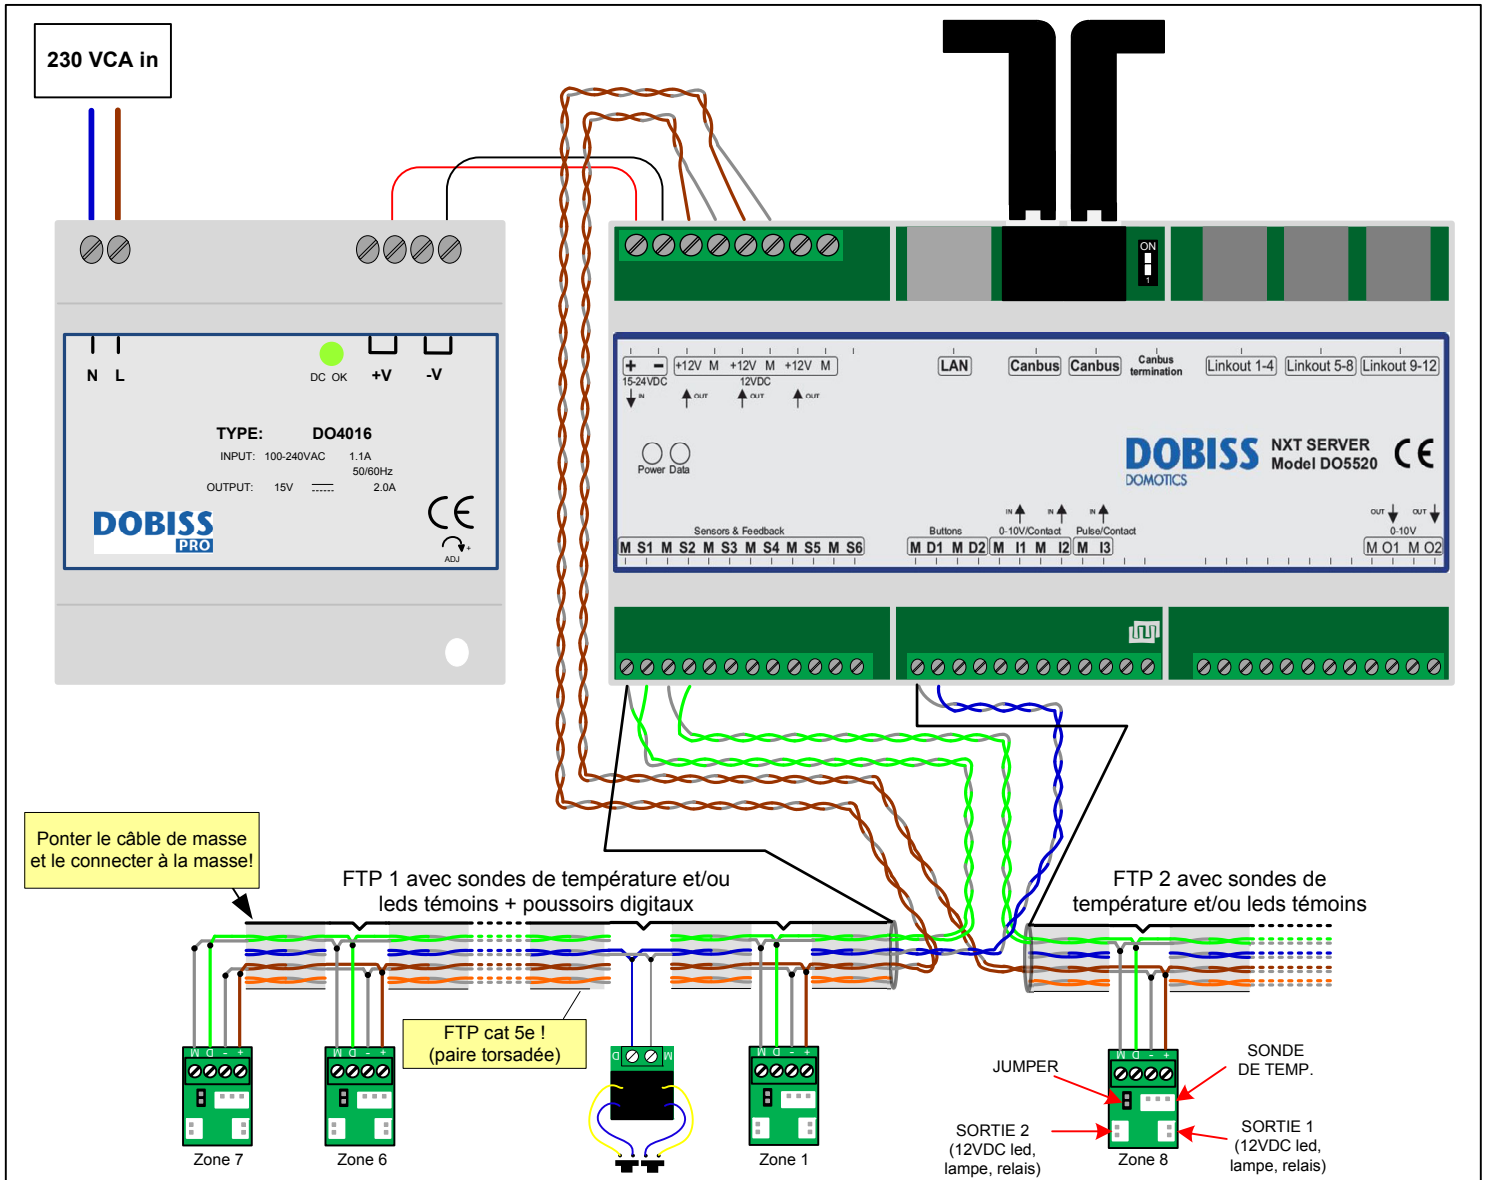 230 VCA in
N L
DC OK
+V
-V
TYPE: DO4016
INPUT: 100-240VAC 1.1A
50/60Hz
OUTPUT: 15V 2.0A
DOBISS
PRO
ADJ
+
ON
1
+ - +12V M +12V M +12V M
15-24VDC
12VDC
IN OUT OUT OUT
LAN
Canbus
Canbus
Canbus
termination
Linkout 1-4
Linkout 5-8
Linkout 9-12
Power Data
DOBISS
DOMOTICS
NXT SERVER
Model DO5520
CE
IN IN IN
OUT OUT
Sensors & Feedback
Buttons
0-10V/Contact
Pulse/Contact
0-10V
M S1 M S2 M S3 M S4 M S5 M S6
M D1 M D2
M I1 M I2
M I3
M O1 M O2
Ponter le câble de masse
et le connecter à la masse!
FTP 1 avec sondes de température et/ou
leds témoins + poussoirs digitaux
FTP 2 avec sondes de
température et/ou leds témoins
FTP cat 5e !
(paire torsadée)
M D - +
M D - +
D M
M D - +
M D - +
JUMPER
SONDE
DE TEMP.
SORTIE 2
(12VDC led,
lampe, relais)
SORTIE 1
(12VDC led,
lampe, relais)
Zone 7
Zone 6
Zone 1
Zone 8